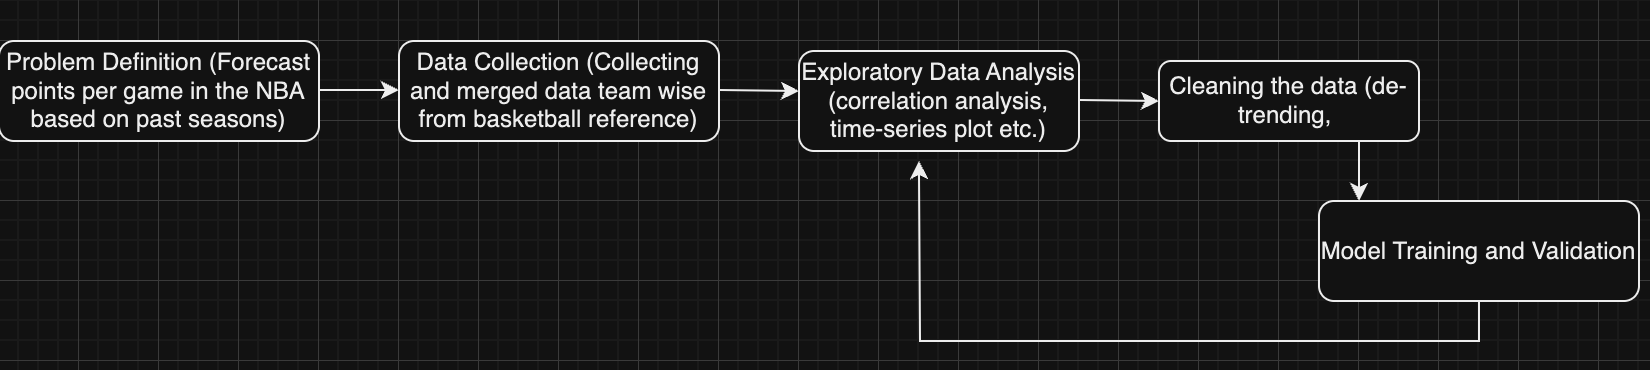 Problem Definition (Forecast
points per game in the NBA
based on past seasons)
Data Collection (Collecting
and merged data team wise
from basketball reference)
Exploratory Data Analysis
(correlation analysis,
time-series plot etc.)
Cleaning the data (de-
trending,
Model Training and Validation